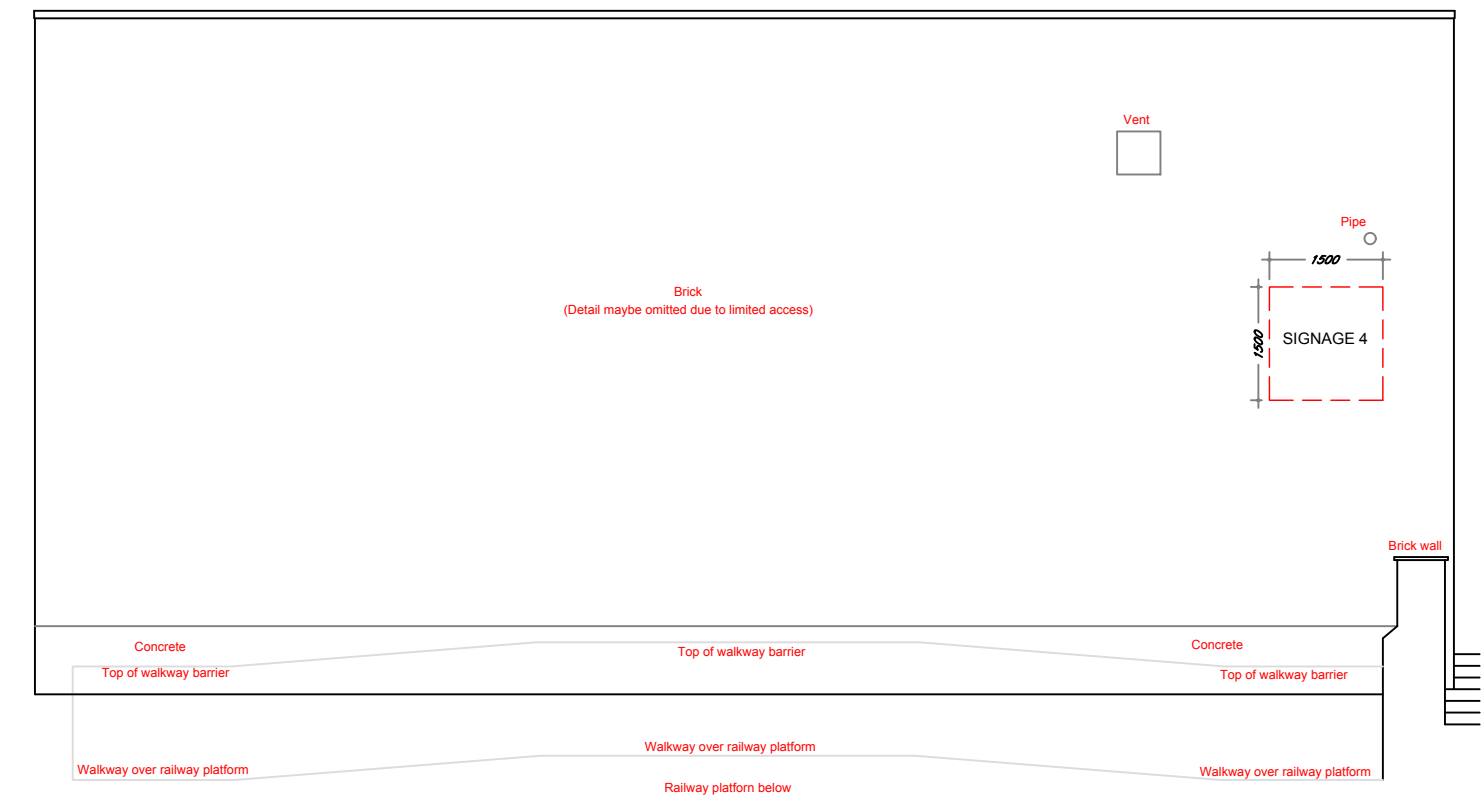 Vent
Pipe
1500
Brick
(Detail maybe omitted due to limited access)
1500
SIGNAGE 4
Brick wall
Concrete
Concrete
Top of walkway barrier
Top of walkway barrier
Top of walkway barrier
Walkway over railway platform
Walkway over railway platform
Walkway over railway platform
Railway platforn below